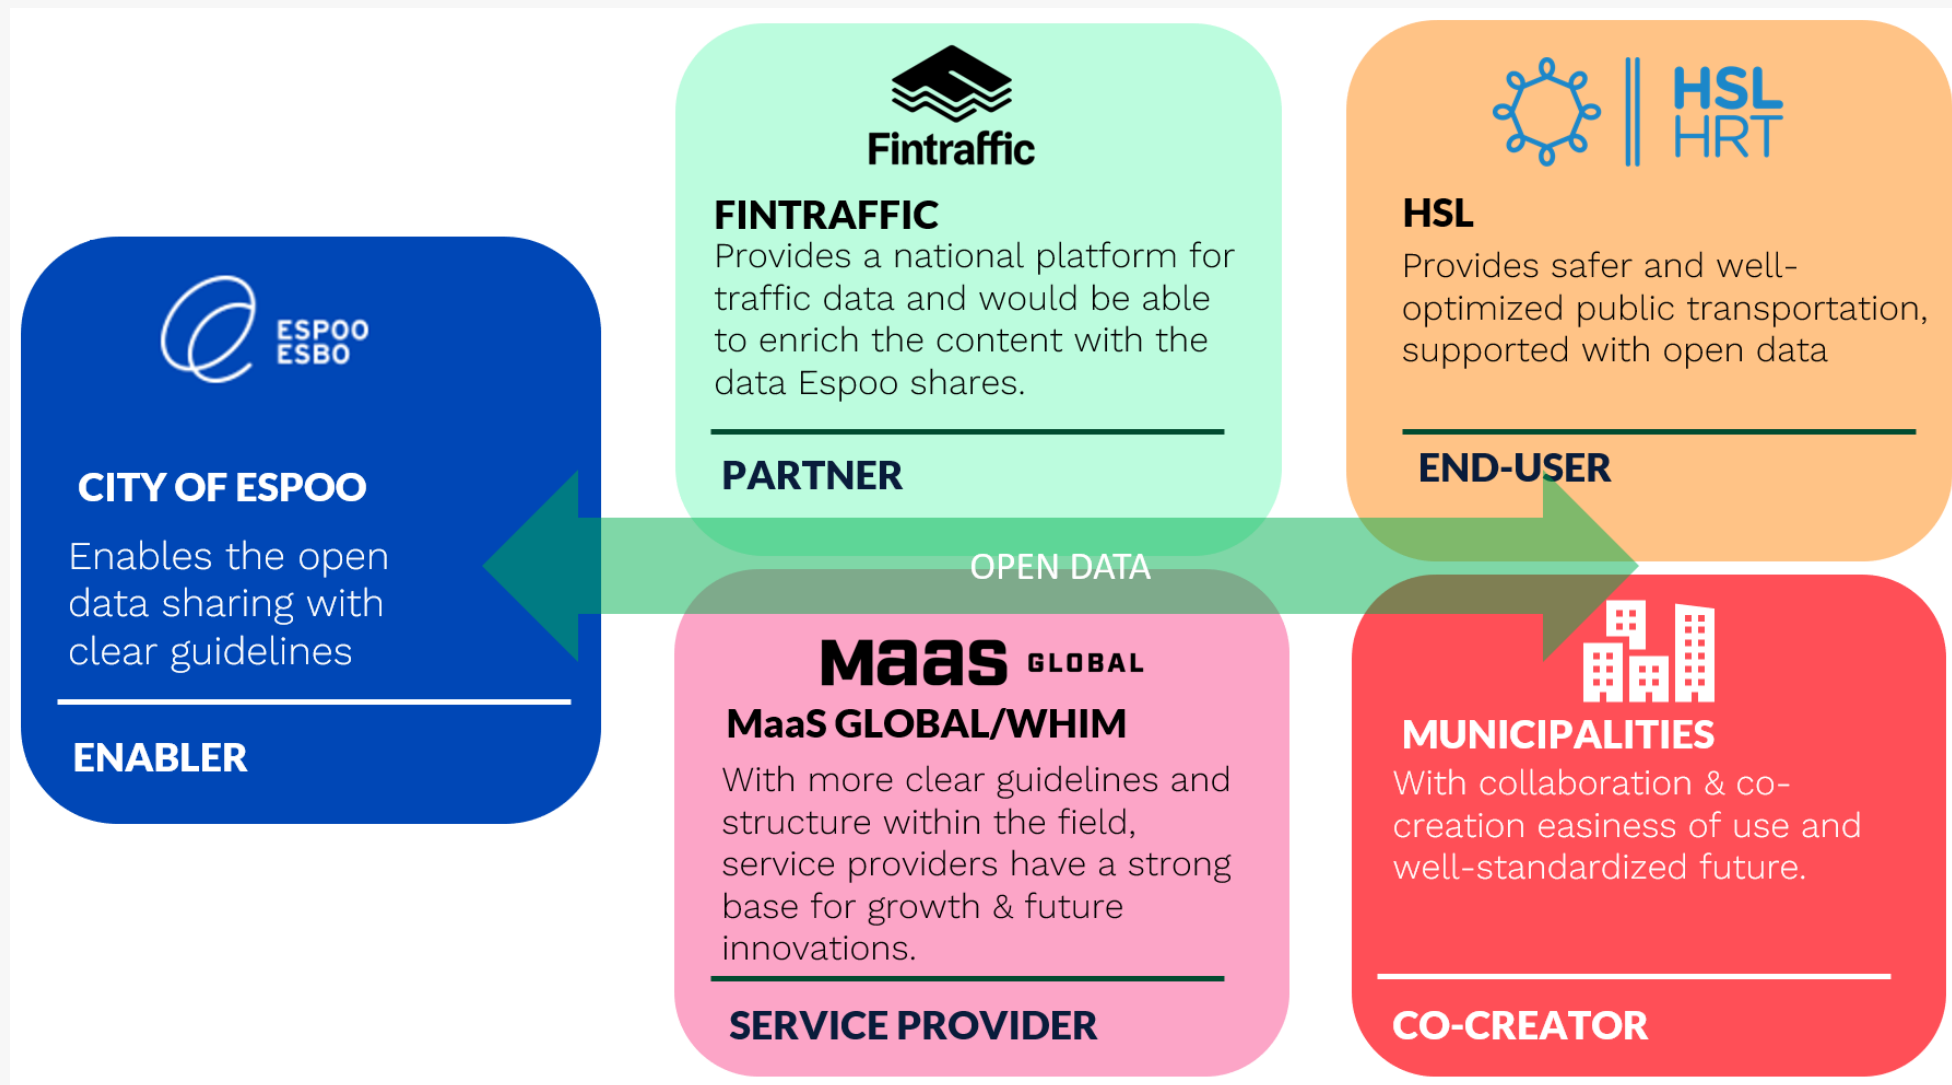 ESPOO
ESBO
CITY OF ESPOO
Enables the open
data sharing with
clear guidelines
ENABLER
Fintraffic
FINTRAFFIC
Provides a national platform for
traffic data and would be able
to enrich the content with the
data Espoo shares.
PARTNER
HSL
HRT
HSL
Provides safer and well-
optimized public transportation,
supported with open data
END-USER
OPEN DATA
MaaS GLOBAL
MaaS GLOBAL/WHIM
With more clear guidelines and
structure within the field,
service providers have a strong
base for growth & future
innovations.
SERVICE PROVIDER
MUNICIPALITIES
With collaboration & co-
creation easiness of use and
well-standardized future.
CO-CREATOR